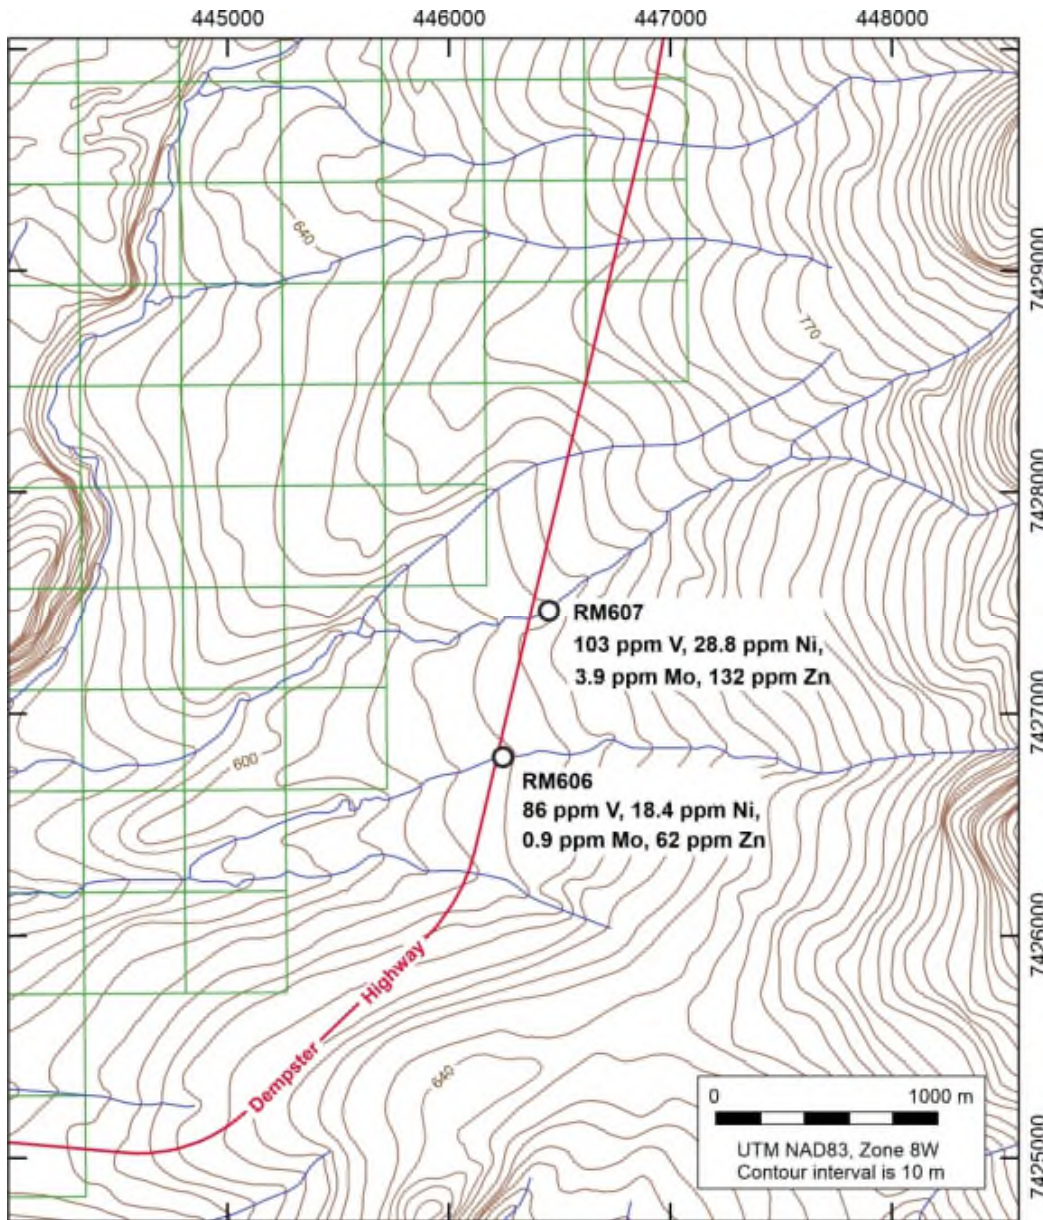 445000 446000 447000 448000
640
7429000
770
7428000
RM607
103 ppm V, 28.8 ppm Ni,
3.9 ppm Mo, 132 ppm Zn
7427000
600
RM606
86 ppm V, 18.4 ppm Ni,
0.9 ppm Mo, 62 ppm Zn
7426000
Dempster Highway
640
0 1000 m
UTM NAD83, Zone 8W
Contour interval is 10 m
7425000